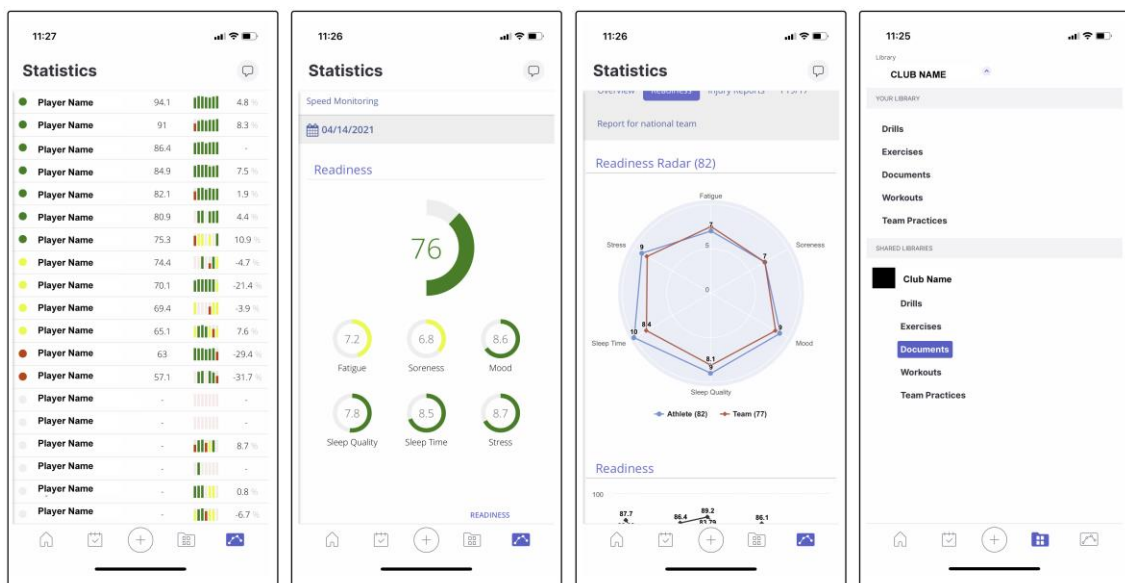 11:27
Statistics
Player Name 94.1 4.8 %
Player Name 91 8.3 %
Player Name 86.4 -
Player Name 84.9 7.5 %
Player Name 82.1 1.9 %
Player Name 80.9 4.4 %
Player Name 75.3 10.9 %
Player Name 74.4 -4.7 %
Player Name 70.1 -21.4 %
Player Name 69.4 -3.9 %
Player Name 65.1 7.6 %
Player Name 63 -29.4 %
Player Name 57.1 -31.7 %
Player Name - -
Player Name - -
Player Name - 8.7 %
Player Name - -
Player Name - 0.8 %
Player Name - -6.7 %
11:26
Statistics
Speed Monitoring
04/14/2021
Readiness
76
7.2 6.8 8.6
Fatigue Soreness Mood
7.8 8.5 8.7
Sleep Quality Sleep Time Stress
READINESS
11:26
Statistics
Overview Readiness Injury Reports
Report for national team
Readiness Radar (82)
Fatigue
7
Stress 9 5 Soreness
7
0
10 8.4 9
Sleep Time Mood
8.1
9
Sleep Quality
Athlete (82) Team (77)
Readiness
100
87.7 86.4 89.2 86.1
83.79
11:25
Library
CLUB NAME
YOUR LIBRARY
Drills
Exercises
Documents
Workouts
Team Practices
SHARED LIBRARIES
Club Name
Drills
Exercises
Documents
Workouts
Team Practices